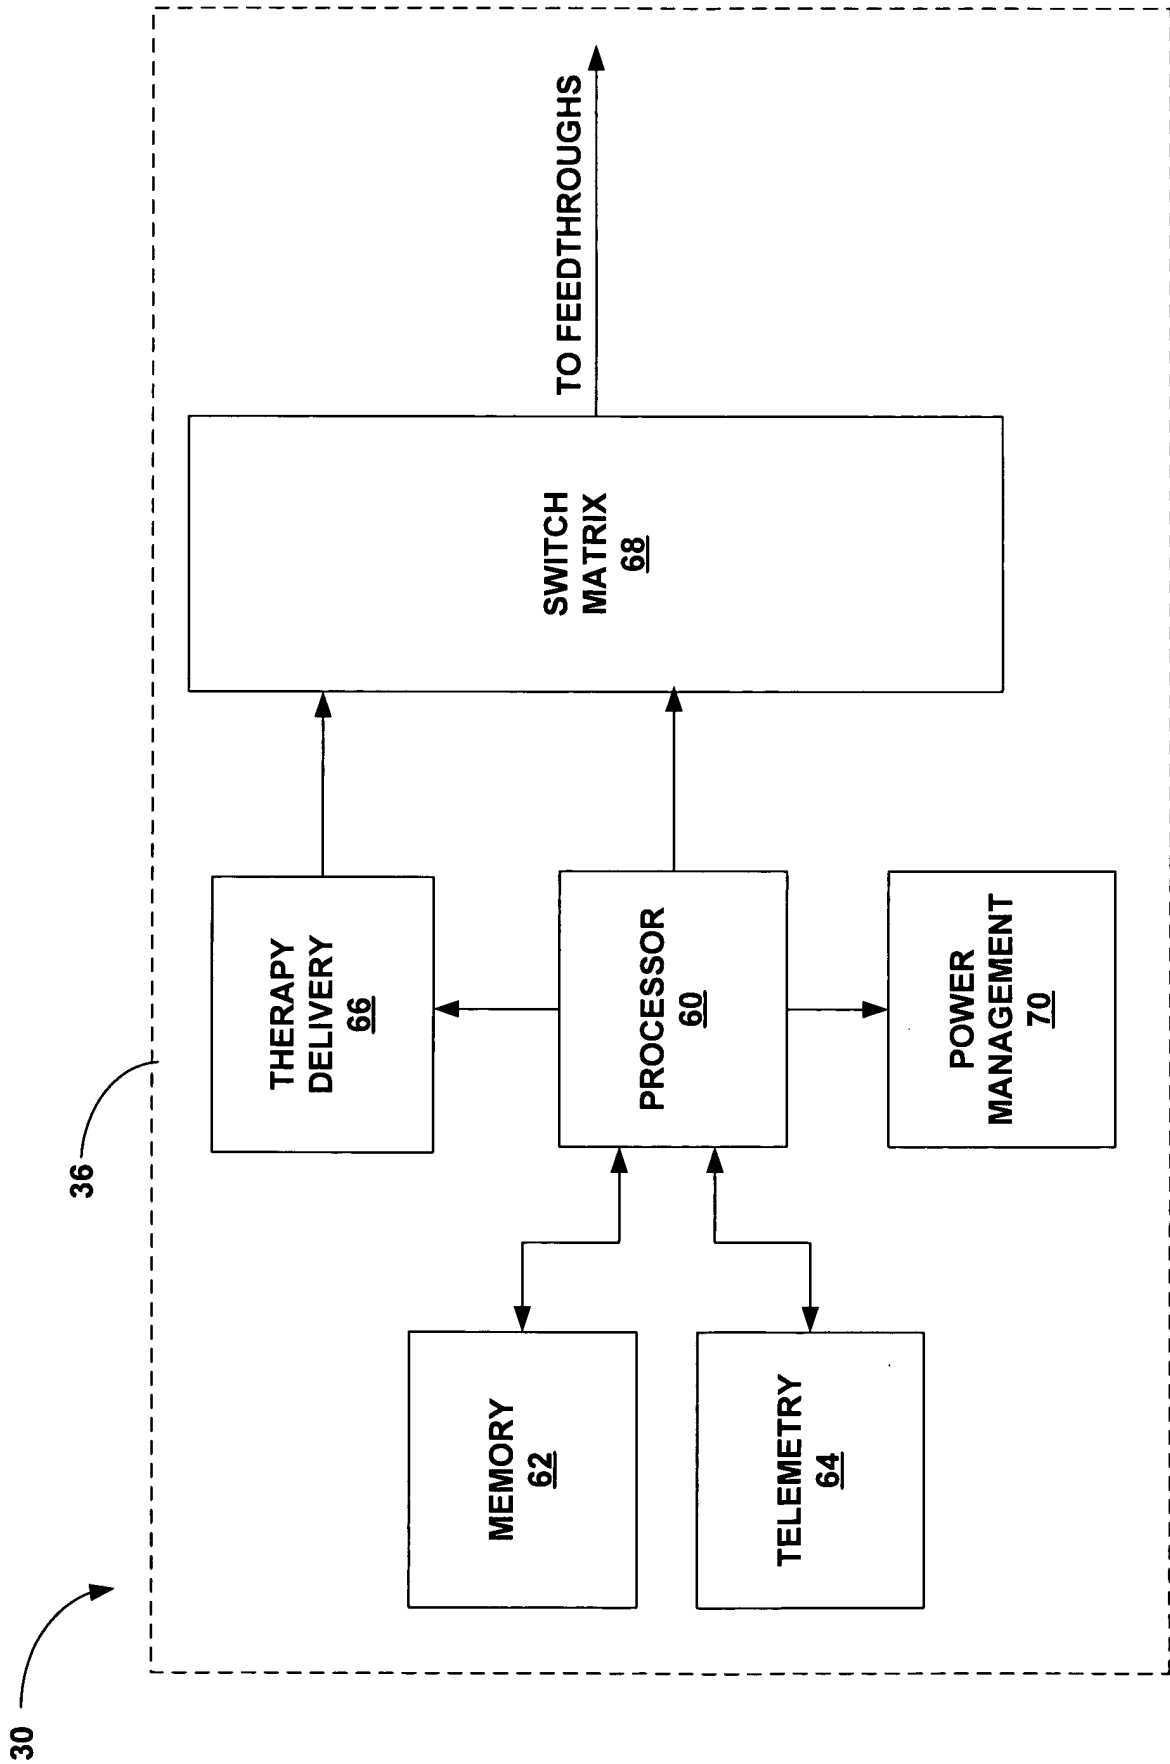 30
36
THERAPY
DELIVERY
66
MEMORY
62
PROCESSOR
60
SWITCH
MATRIX
68
TO FEEDTHROUGHS
TELEMETRY
64
POWER
MANAGEMENT
70